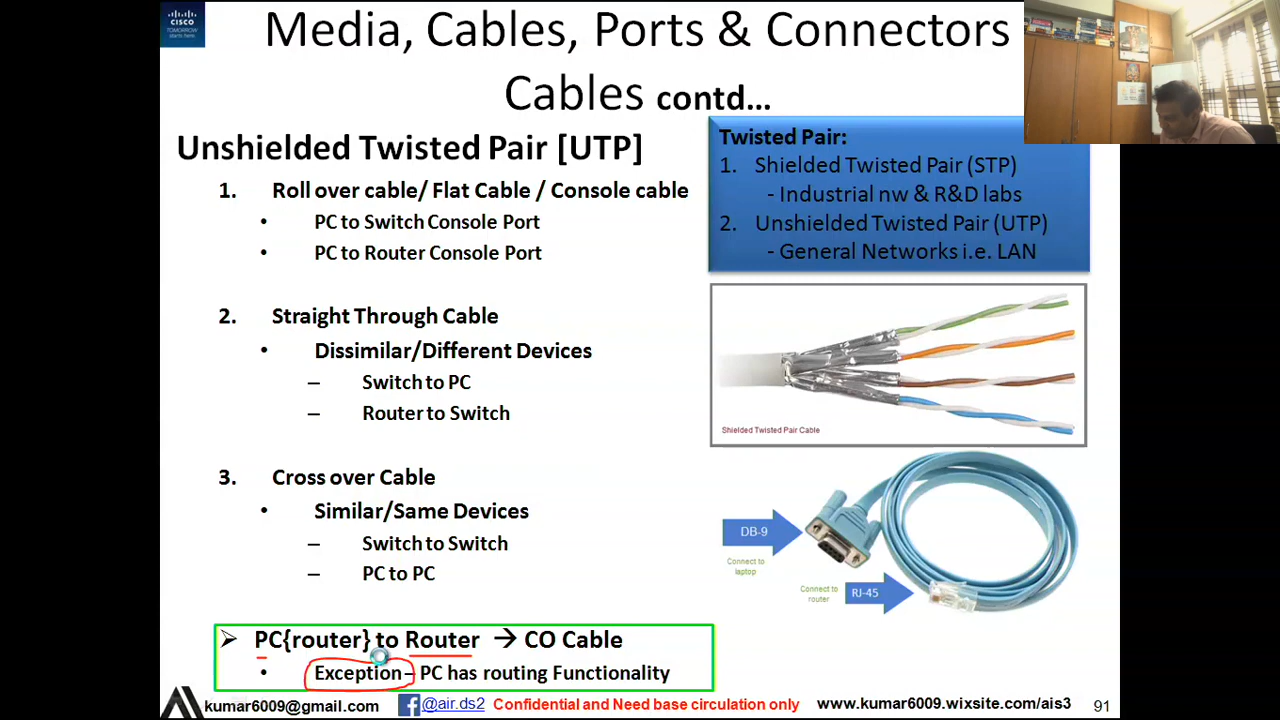 CISCO
TOMORROW
starts here.
Media, Cables, Ports & Connectors
Cables contd...
Unshielded Twisted Pair [UTP]
1. Roll over cable/ Flat Cable / Console cable
• PC to Switch Console Port
• PC to Router Console Port
2. Straight Through Cable
• Dissimilar/Different Devices
– Switch to PC
– Router to Switch
3. Cross over Cable
• Similar/Same Devices
– Switch to Switch
– PC to PC
➢ PC{router} to Router → CO Cable
• Exception – PC has routing Functionality
Twisted Pair:
1. Shielded Twisted Pair (STP)
- Industrial nw & R&D labs
2. Unshielded Twisted Pair (UTP)
- General Networks i.e. LAN
Shielded Twisted Pair Cable
DB-9
Connect to
laptop
Connect to
router
RJ-45
kumar6009@gmail.com
@air.ds2
Confidential and Need base circulation only
www.kumar6009.wixsite.com/ais3
91